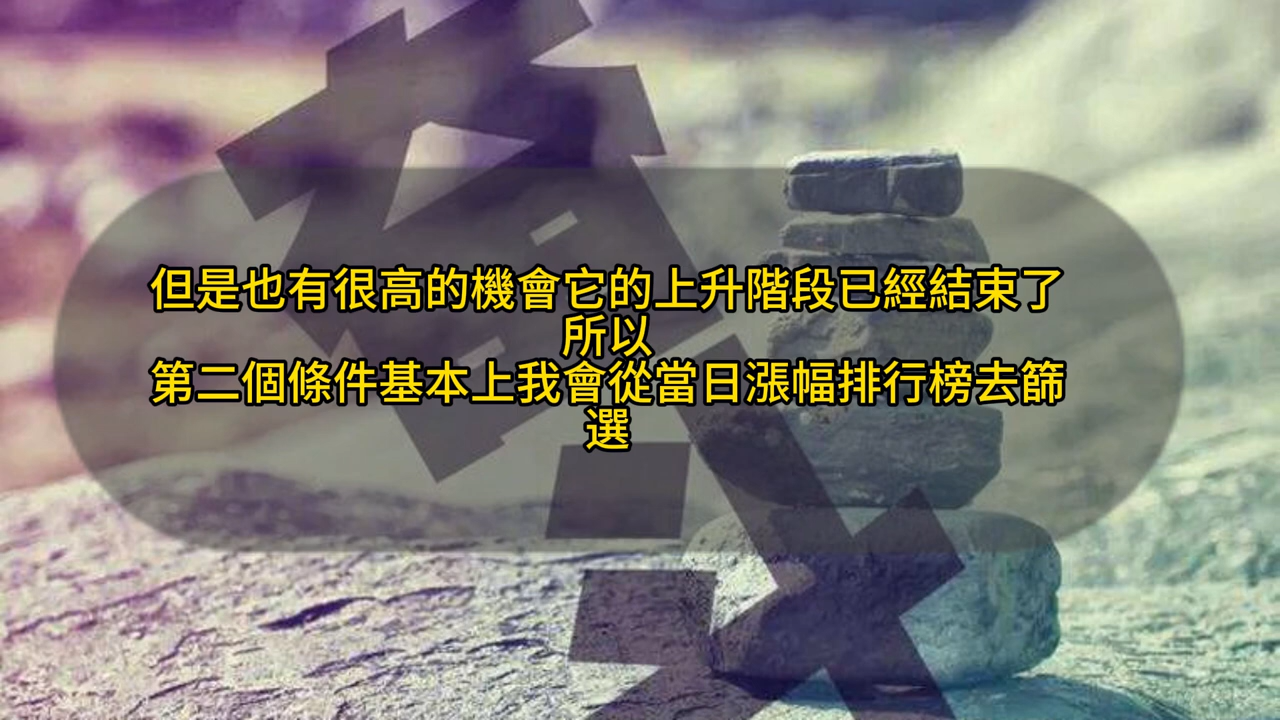 但是也有很高的機會它的上升階段已經結束了
所以
第二個條件基本上我會從當日漲幅排行榜去篩
選